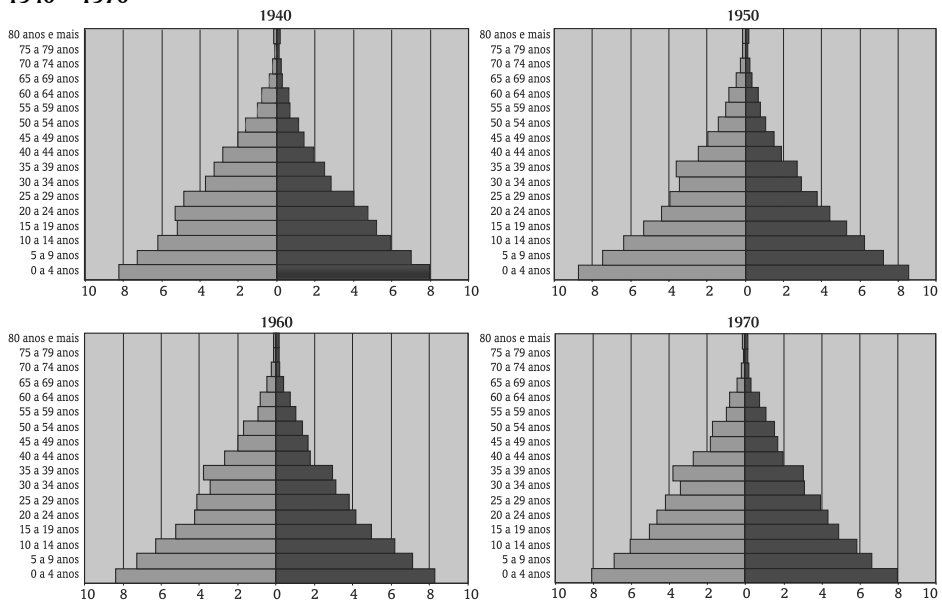 1940
80 anos e mais
75 a 79 anos
70 a 74 anos
65 a 69 anos
60 a 64 anos
55 a 59 anos
50 a 54 anos
45 a 49 anos
40 a 44 anos
35 a 39 anos
30 a 34 anos
25 a 29 anos
20 a 24 anos
15 a 19 anos
10 a 14 anos
5 a 9 anos
0 a 4 anos
10 8 6 4 2 0 2 4 6 8 10
1950
80 anos e mais
75 a 79 anos
70 a 74 anos
65 a 69 anos
60 a 64 anos
55 a 59 anos
50 a 54 anos
45 a 49 anos
40 a 44 anos
35 a 39 anos
30 a 34 anos
25 a 29 anos
20 a 24 anos
15 a 19 anos
10 a 14 anos
5 a 9 anos
0 a 4 anos
10 8 6 4 2 0 2 4 6 8 10
1960
80 anos e mais
75 a 79 anos
70 a 74 anos
65 a 69 anos
60 a 64 anos
55 a 59 anos
50 a 54 anos
45 a 49 anos
40 a 44 anos
35 a 39 anos
30 a 34 anos
25 a 29 anos
20 a 24 anos
15 a 19 anos
10 a 14 anos
5 a 9 anos
0 a 4 anos
10 8 6 4 2 0 2 4 6 8 10
1970
80 anos e mais
75 a 79 anos
70 a 74 anos
65 a 69 anos
60 a 64 anos
55 a 59 anos
50 a 54 anos
45 a 49 anos
40 a 44 anos
35 a 39 anos
30 a 34 anos
25 a 29 anos
20 a 24 anos
15 a 19 anos
10 a 14 anos
5 a 9 anos
0 a 4 anos
10 8 6 4 2 0 2 4 6 8 10